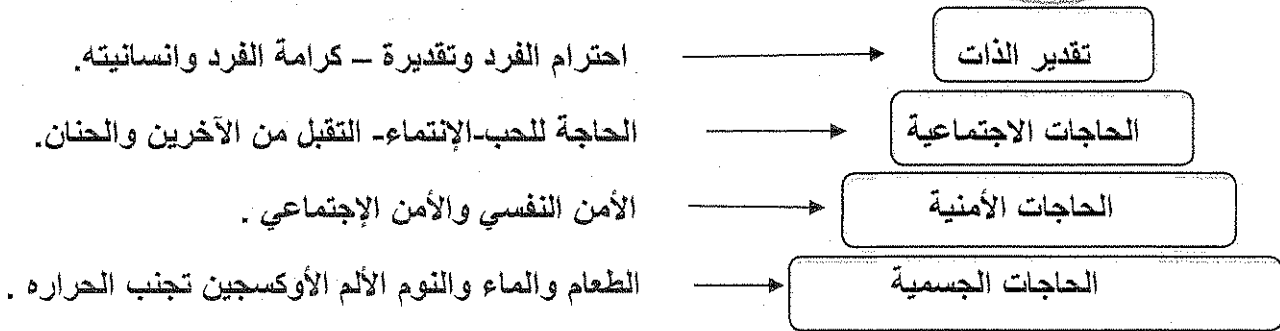 تقدير الذات ← احترام الفرد وتقديرة – كرامة الفرد وانسانيته.
الحاجات الاجتماعية ← الحاجة للحب-الإنتماء- التقبل من الآخرين والحنان.
الحاجات الأمنية ← الأمن النفسي والأمن الإجتماعي .
الحاجات الجسمية ← الطعام والماء والنوم الألم الأوكسجين تجنب الحراره .